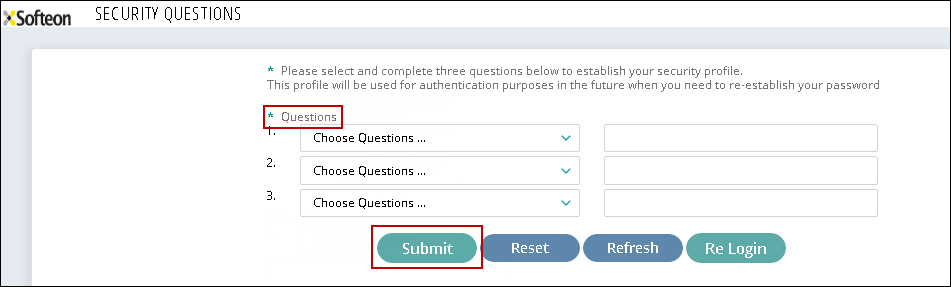 Softeon SECURITY QUESTIONS
* Please select and complete three questions below to establish your security profile.
This profile will be used for authentication purposes in the future when you need to re-establish your password
* Questions
1. Choose Questions ...
2. Choose Questions ...
3. Choose Questions ...
Submit Reset Refresh Re Login